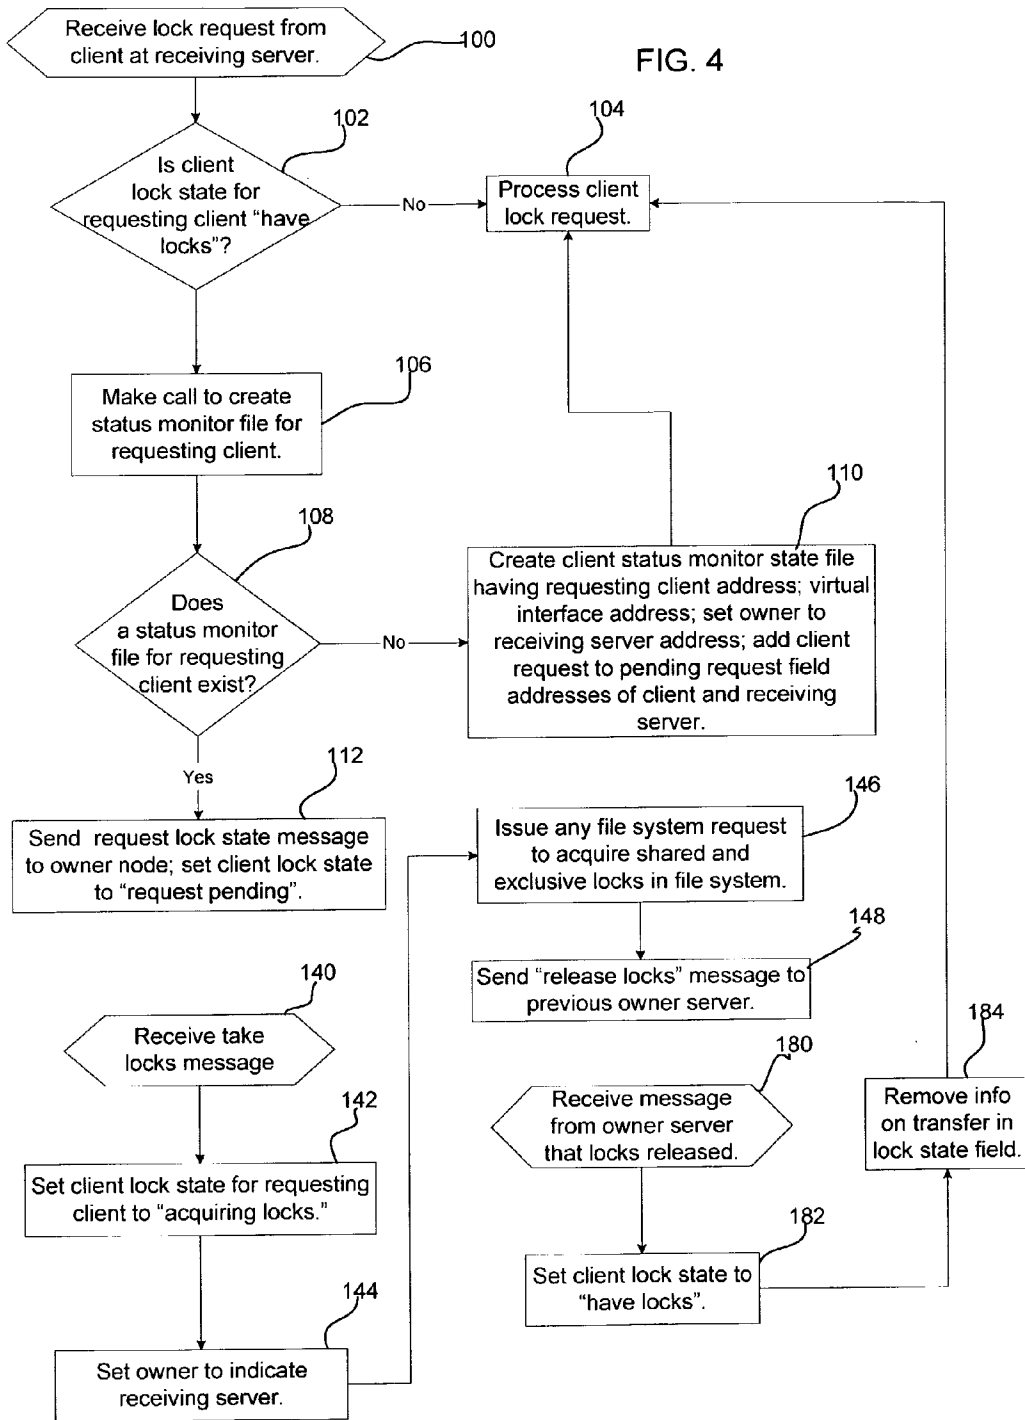 Receive lock request from
client at receiving server.
100
FIG. 4
102
Is client
lock state for
requesting client “have
locks”?
No
104
Process client
lock request.
106
Make call to create
status monitor file for
requesting client.
108
Does
a status monitor
file for requesting
client exist?
No
110
Create client status monitor state file
having requesting client address; virtual
interface address; set owner to
receiving server address; add client
request to pending request field
addresses of client and receiving
server.
Yes
112
Send request lock state message
to owner node; set client lock state
to “request pending”.
146
Issue any file system request
to acquire shared and
exclusive locks in file system.
148
Send “release locks” message to
previous owner server.
140
Receive take
locks message
142
Set client lock state for requesting
client to “acquiring locks.”
144
Set owner to indicate
receiving server.
180
Receive message
from owner server
that locks released.
182
Set client lock state to
“have locks”.
184
Remove info
on transfer in
lock state field.